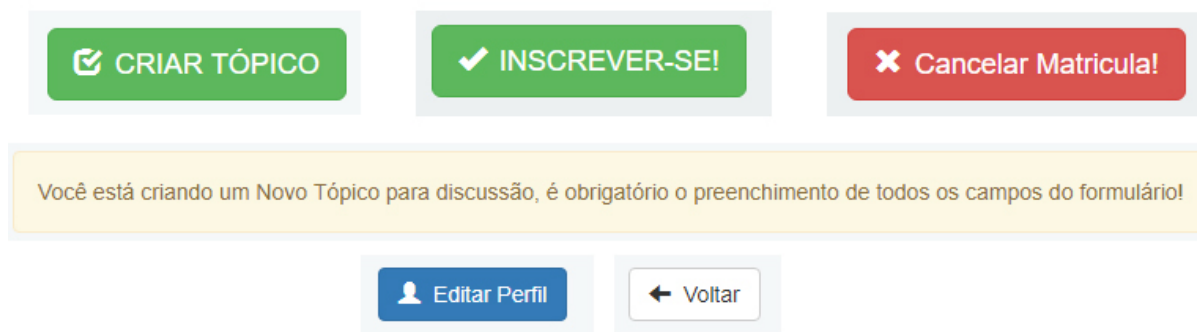 CRIAR TÓPICO
INSCREVER-SE!
Cancelar Matricula!
Você está criando um Novo Tópico para discussão, é obrigatório o preenchimento de todos os campos do formulário!
Editar Perfil
Voltar